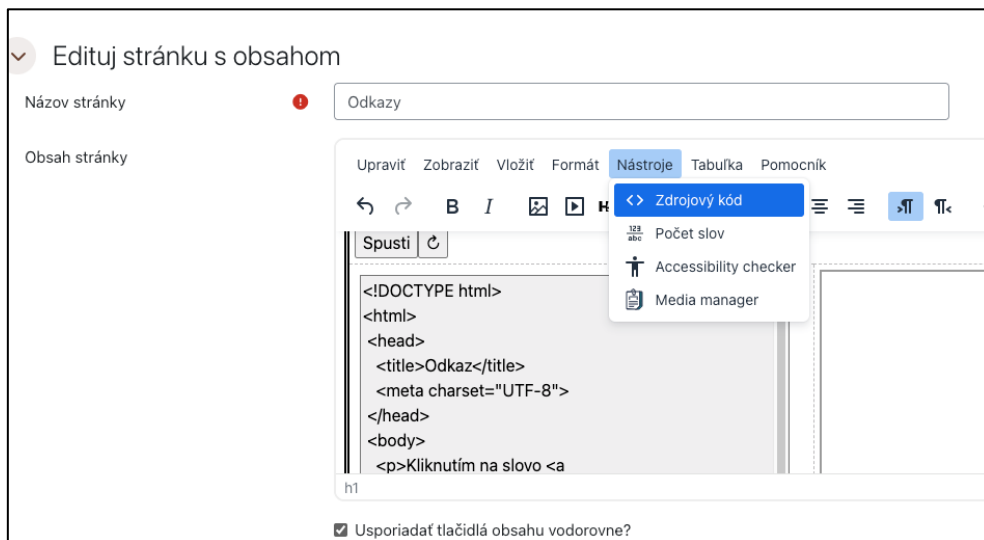 Edituj stránku s obsahom
Názov stránky
Odkazy
Obsah stránky
Upraviť Zobraziť Vložiť Formát Nástroje Tabuľka Pomocník
B I H
Zdrojový kód
Počet slov
Accessibility checker
Media manager
Spusti
<!DOCTYPE html>
<html>
<head>
<title>Odkaz</title>
<meta charset="UTF-8">
</head>
<body>
<p>Kliknutím na slovo <a
h1
Usporiadať tlačidlá obsahu vodorovne?